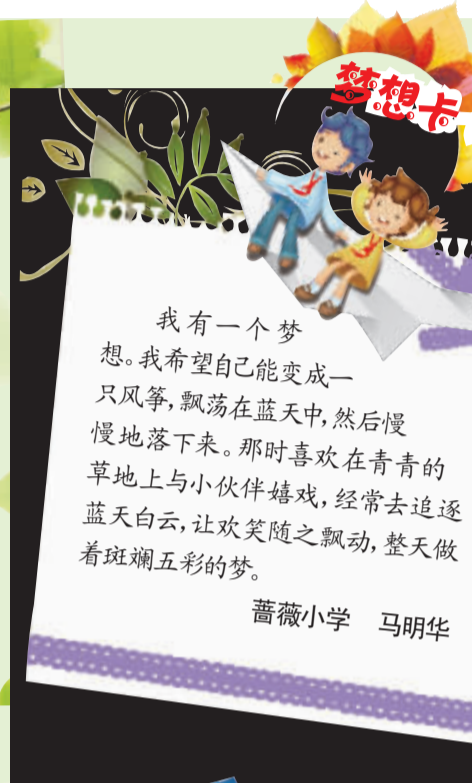 梦想卡
我有一个梦
想。我希望自己能变成一
只风筝，飘荡在蓝天中，然后慢
慢地落下来。那时喜欢在青青的
草地上与小伙伴嬉戏，经常去追逐
蓝天白云，让欢笑随之飘动，整天做
着斑斓五彩的梦。
蔷薇小学 马明华